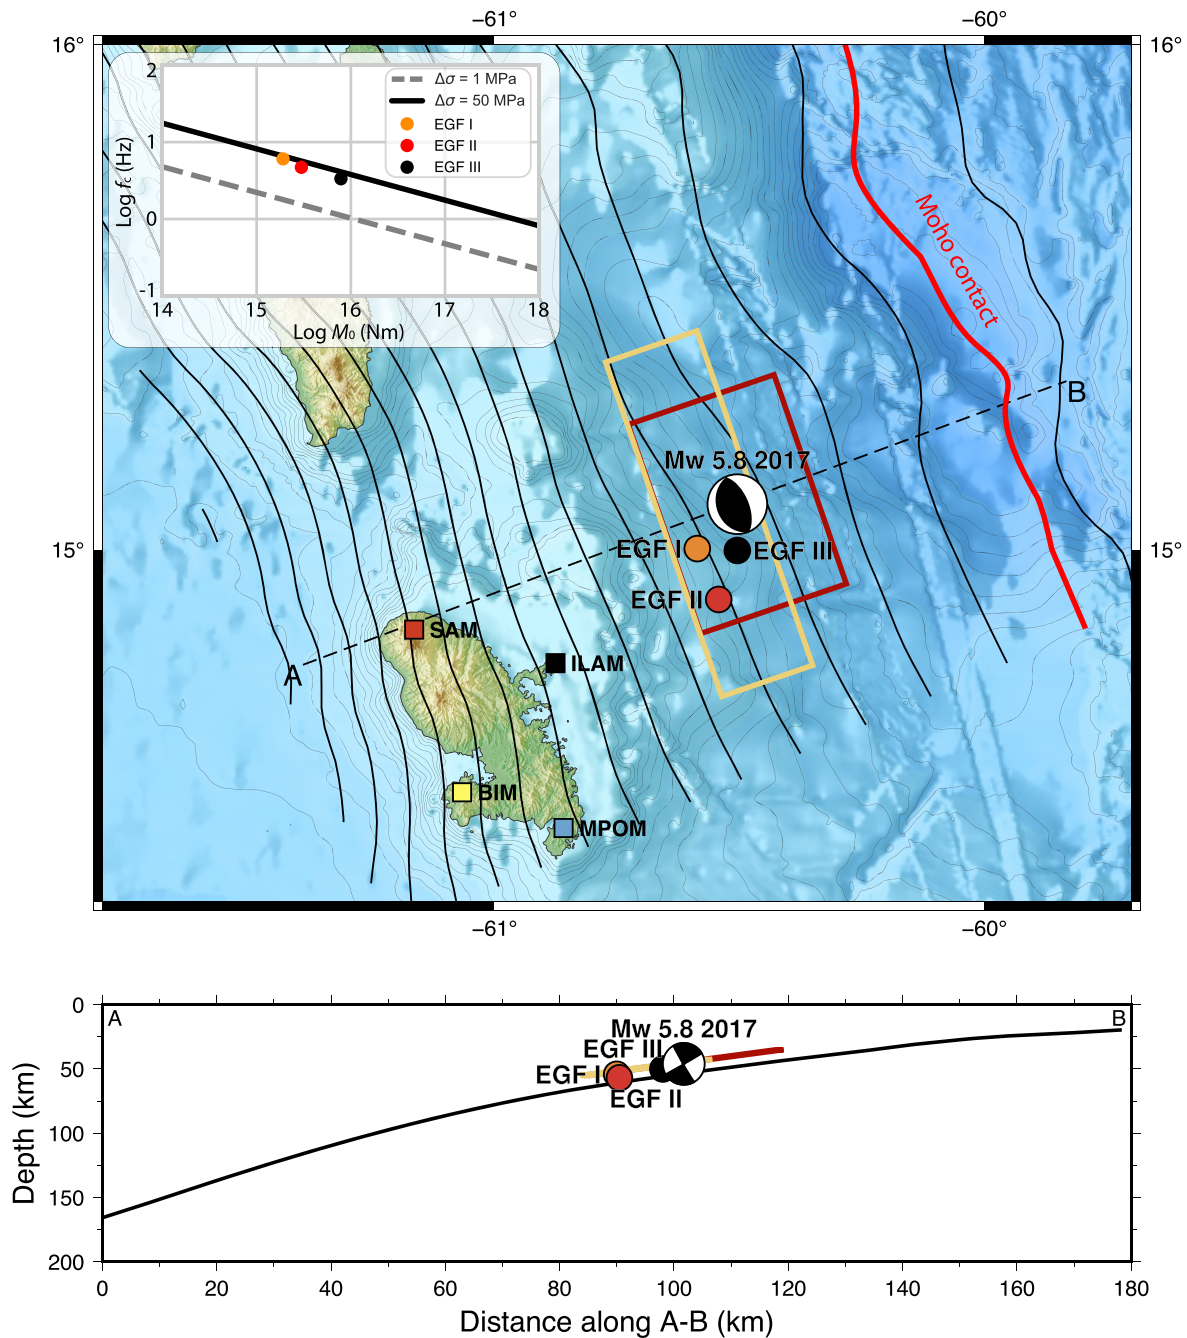 −61°
−60°
16°
16°
2
1
0
-1
Log fc (Hz)
Δσ = 1 MPa
Δσ = 50 MPa
EGF I
EGF II
EGF III
14
15
16
17
18
Log M0 (Nm)
Moho contact
B
Mw 5.8 2017
15°
15°
EGF I
EGF III
EGF II
SAM
ILAM
A
BIM
MPOM
−61°
−60°
A
B
Mw 5.8 2017
EGF III
EGF I
EGF II
0
50
100
150
200
Depth (km)
0
20
40
60
80
100
120
140
160
180
Distance along A-B (km)